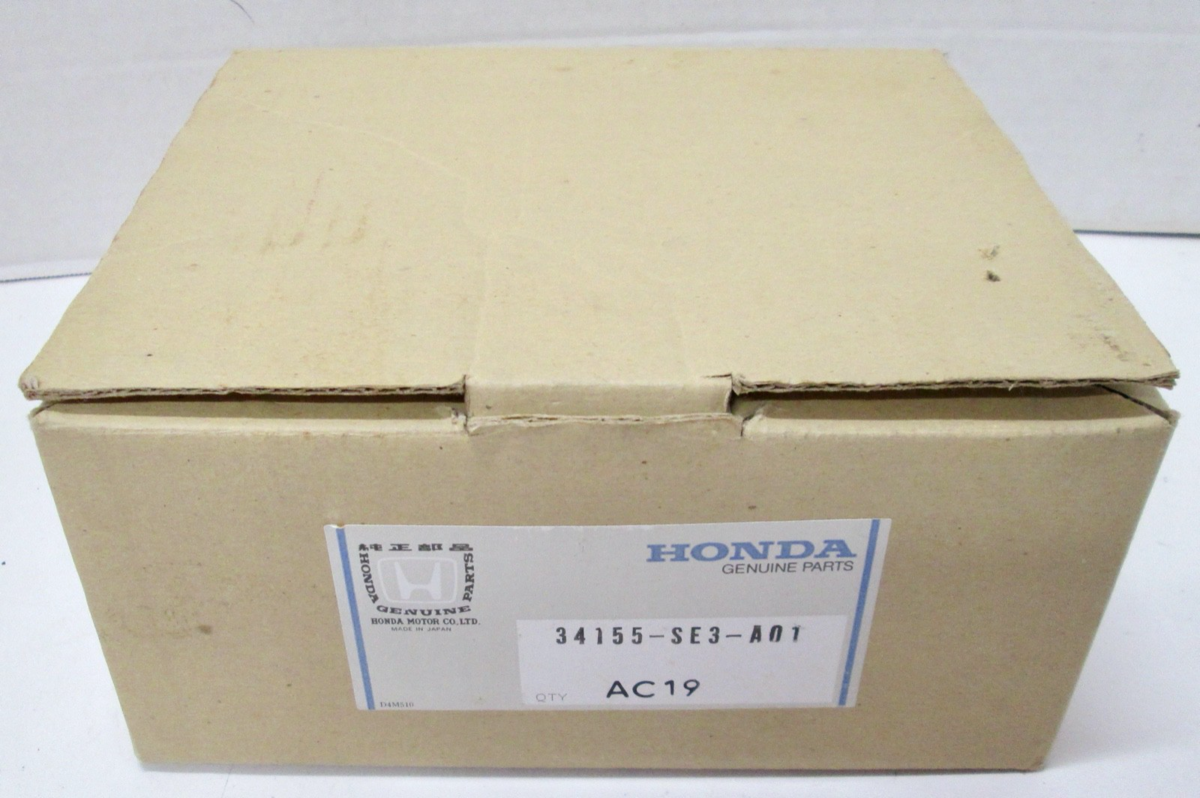 純正部品
HONDA GENUINE PARTS
HONDA MOTOR CO., LTD.
MADE IN JAPAN
HONDA
GENUINE PARTS
34155-SE3-A01
QTY AC19
D4M510